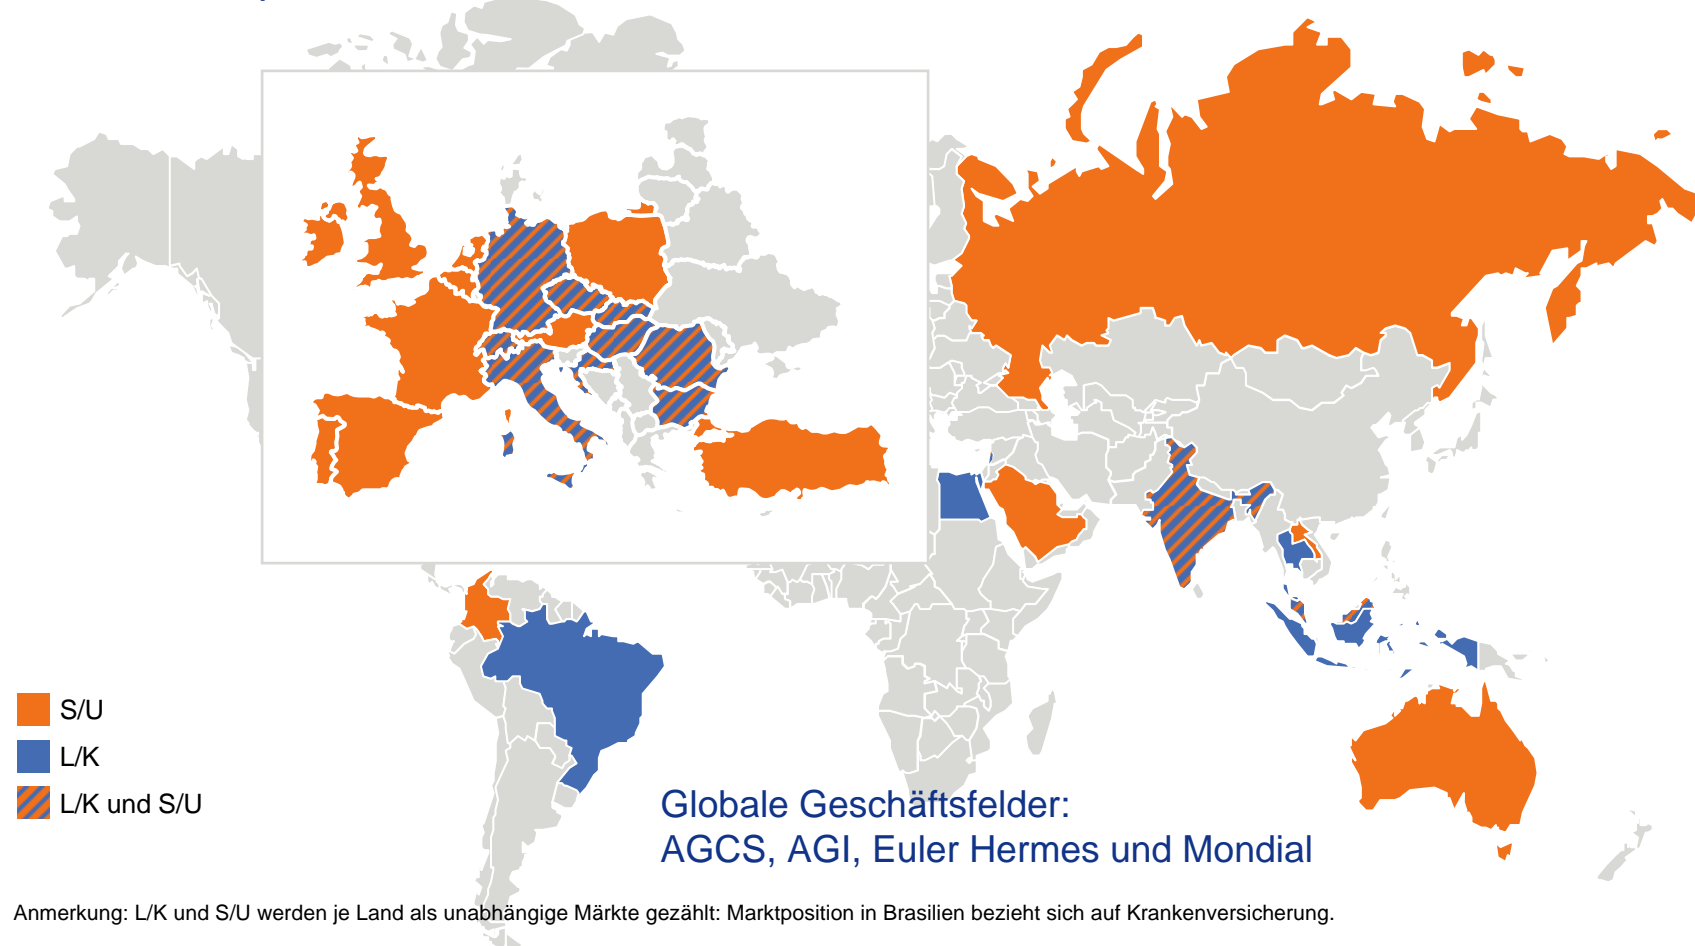 S/U
L/K
L/K und S/U
Globale Geschäftsfelder:
AGCS, AGI, Euler Hermes und Mondial
Anmerkung: L/K und S/U werden je Land als unabhängige Märkte gezählt: Marktposition in Brasilien bezieht sich auf Krankenversicherung.